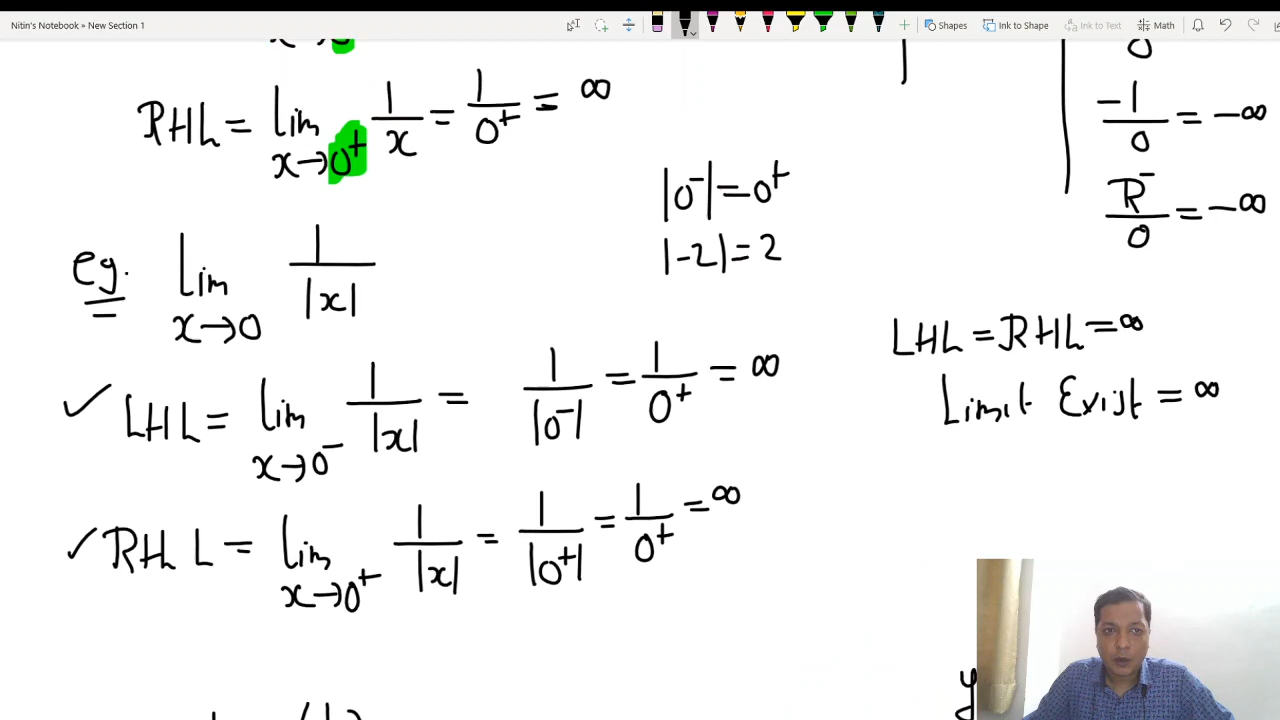 Nitin's Notebook » New Section 1
Shapes Ink to Shape Ink to Text Math
RHL = lim x→0⁺ 1/x = 1/0⁺ = ∞
-1/0 = -∞
R⁻/0 = -∞
|0⁻| = 0⁺
|-2| = 2
eg. Lim x→0 1/|x|
LHL = RHL = ∞
Limit Exist = ∞
✓ LHL = lim x→0⁻ 1/|x| = 1/|0⁻| = 1/0⁺ = ∞
✓ RHL = lim x→0⁺ 1/|x| = 1/|0⁺| = 1/0⁺ = ∞
y